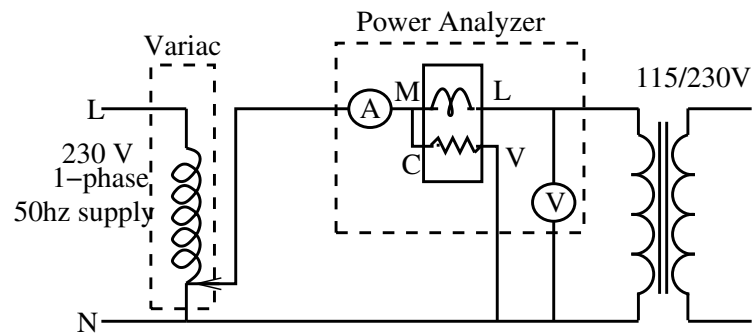 Power Analyzer
Variac
115/230V
M
L
A
L
230 V
1-phase
50hz supply
C
V
V
N